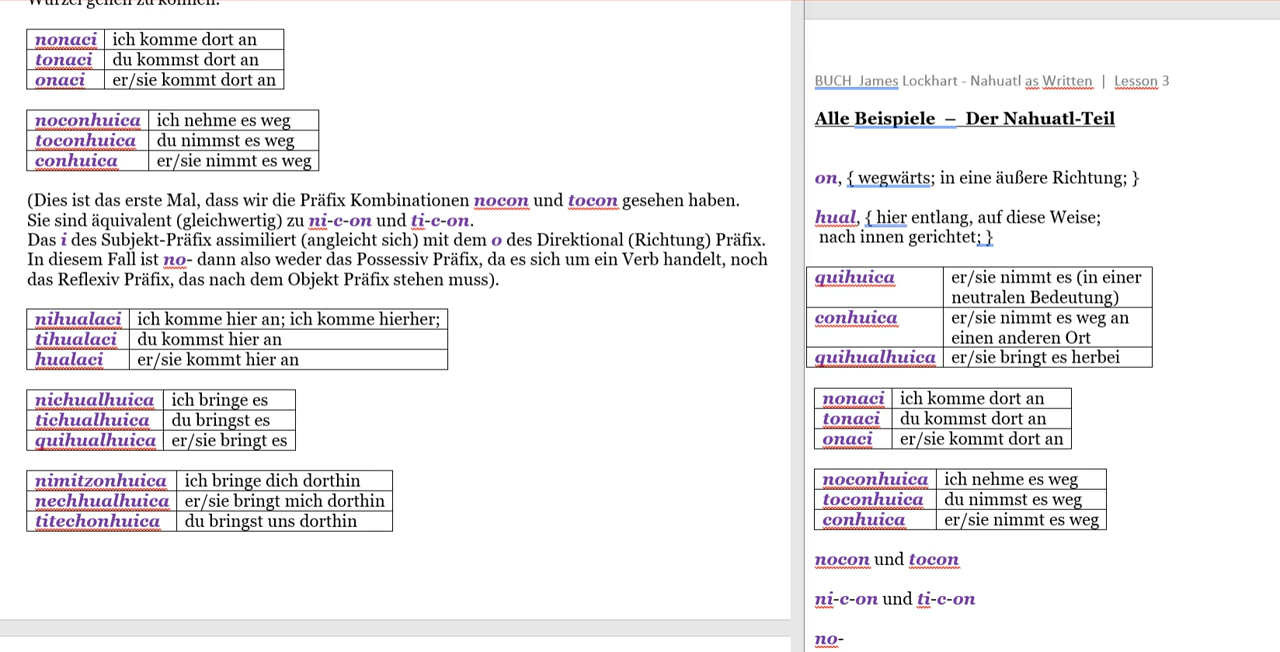 Wurzel gehen zu können.
nonaci ich komme dort an
tonaci du kommst dort an
onaci er/sie kommt dort an
noconhuica ich nehme es weg
toconhuica du nimmst es weg
conhuica er/sie nimmt es weg
(Dies ist das erste Mal, dass wir die Präfix Kombinationen nocon und tocon gesehen haben.
Sie sind äquivalent (gleichwertig) zu ni-c-on und ti-c-on.
Das i des Subjekt-Präfix assimiliert (angleicht sich) mit dem o des Direktional (Richtung) Präfix.
In diesem Fall ist no- dann also weder das Possessiv Präfix, da es sich um ein Verb handelt, noch
das Reflexiv Präfix, das nach dem Objekt Präfix stehen muss).
nihualaci ich komme hier an; ich komme hierher;
tihualaci du kommst hier an
hualaci er/sie kommt hier an
nichualhuica ich bringe es
tichualhuica du bringst es
quihualhuica er/sie bringt es
nimitzonhuica ich bringe dich dorthin
nechhualhuica er/sie bringt mich dorthin
titechonhuica du bringst uns dorthin
BUCH James Lockhart - Nahuatl as Written | Lesson 3
Alle Beispiele – Der Nahuatl-Teil
on, { wegwärts; in eine äußere Richtung; }
hual, { hier entlang, auf diese Weise;
nach innen gerichtet; }
quihuica er/sie nimmt es (in einer
neutralen Bedeutung)
conhuica er/sie nimmt es weg an
einen anderen Ort
quihualhuica er/sie bringt es herbei
nonaci ich komme dort an
tonaci du kommst dort an
onaci er/sie kommt dort an
noconhuica ich nehme es weg
toconhuica du nimmst es weg
conhuica er/sie nimmt es weg
nocon und tocon
ni-c-on und ti-c-on
no-